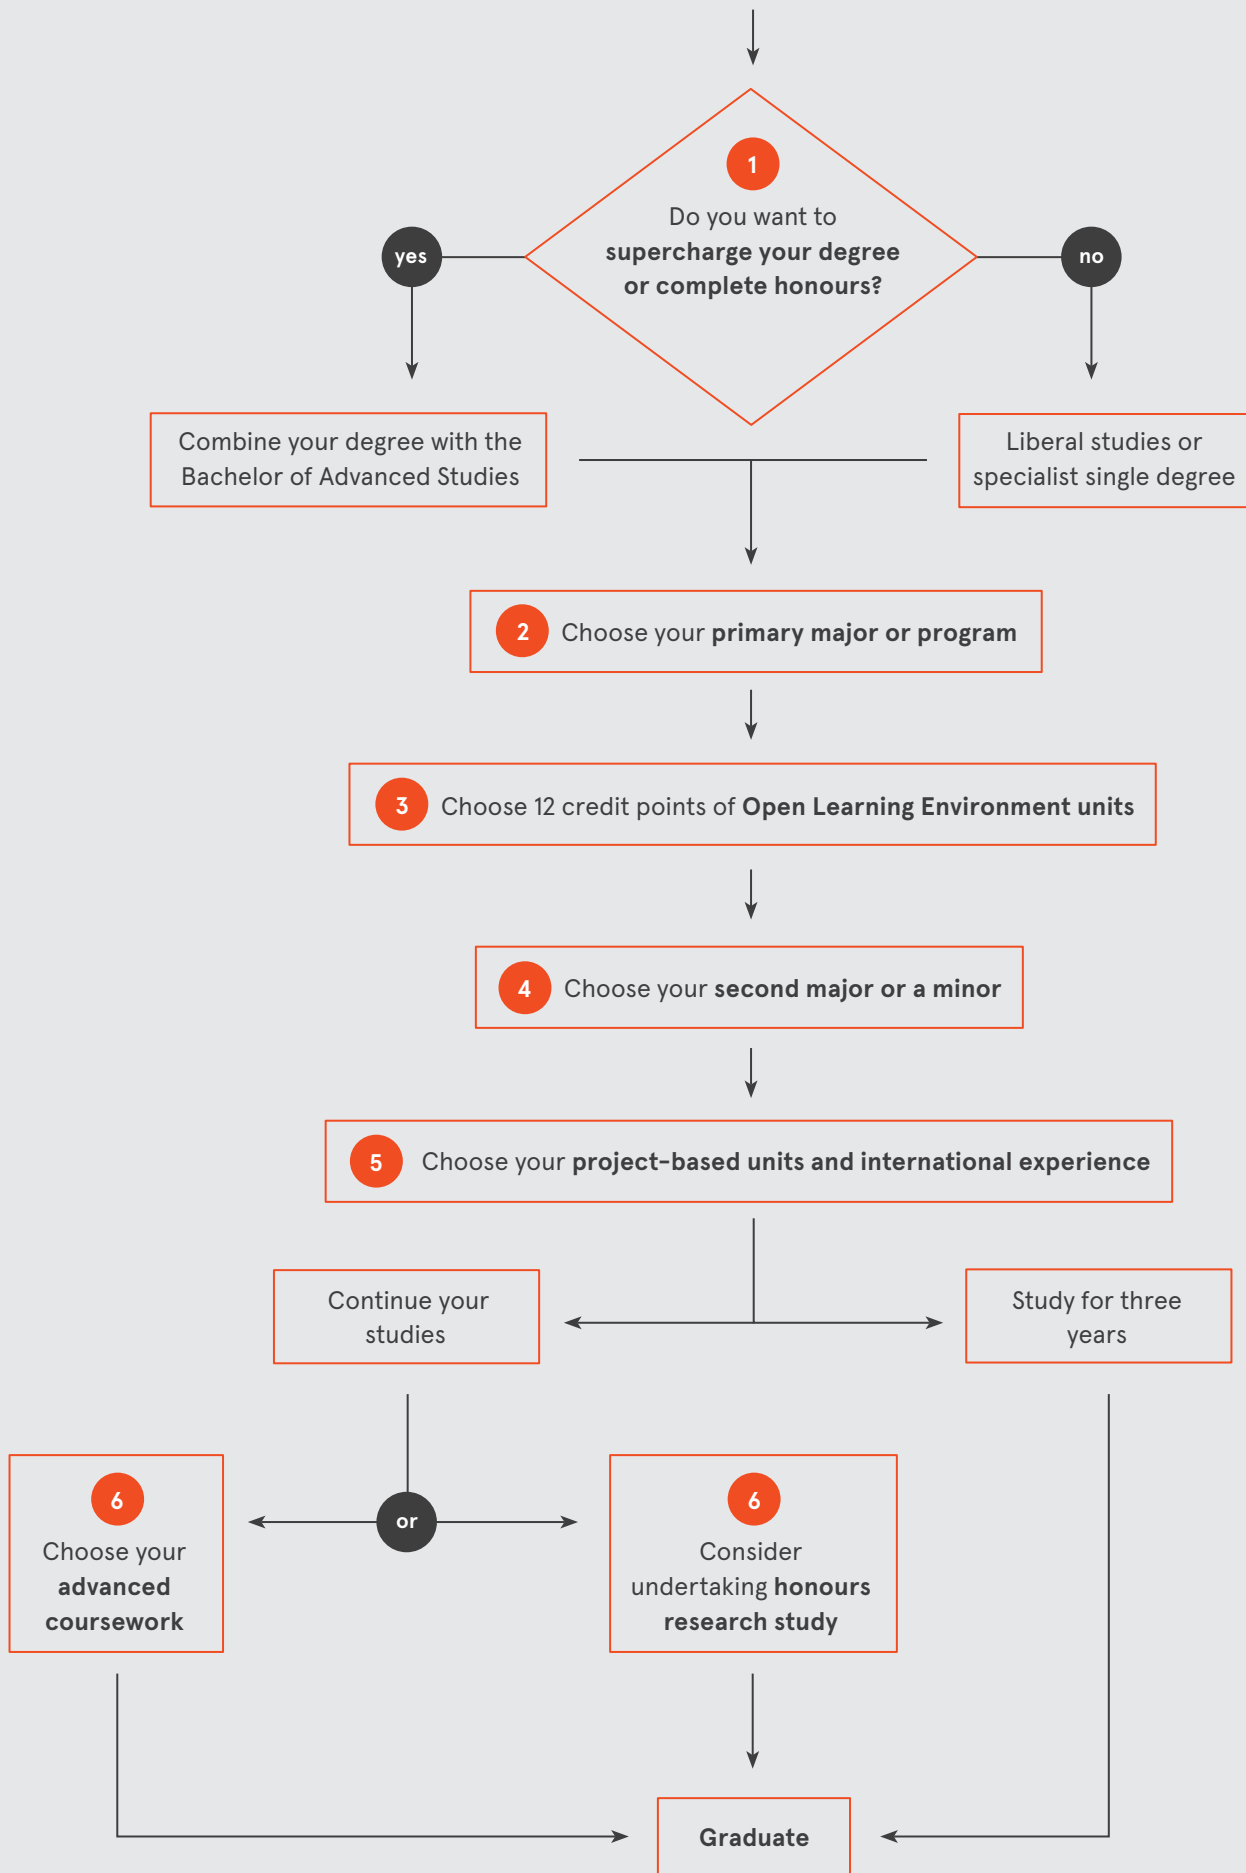 1
Do you want to
supercharge your degree
or complete honours?
yes
no
Combine your degree with the
Bachelor of Advanced Studies
Liberal studies or
specialist single degree
2 Choose your primary major or program
3 Choose 12 credit points of Open Learning Environment units
4 Choose your second major or a minor
5 Choose your project-based units and international experience
Continue your
studies
Study for three
years
6
Choose your
advanced
coursework
or
6
Consider
undertaking honours
research study
Graduate